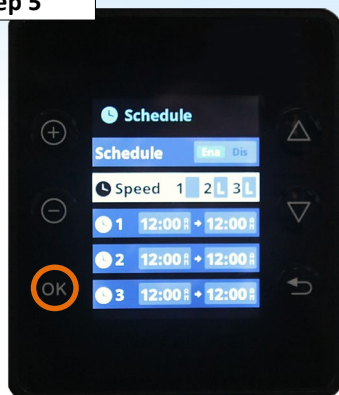 ep 5
Schedule
Schedule Ena Dis
Speed 1 2 L 3 L
1 12:00 A → 12:00 A
2 12:00 A → 12:00 A
3 12:00 A → 12:00 A
OK